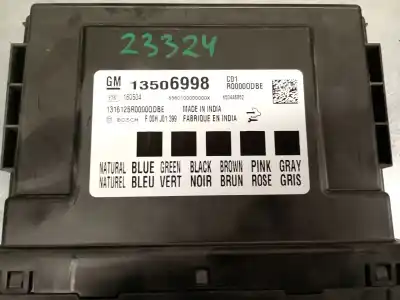 23324
GM 13506998 CD1
R00000DBE
1316125R00000DBE MADE IN INDIA
BOSCH F 00H J01 399 FABRIQUE EN INDIA
NATURAL BLUE GREEN BLACK BROWN PINK GRAY
NATUREL BLEU VERT NOIR BRUN ROSE GRIS